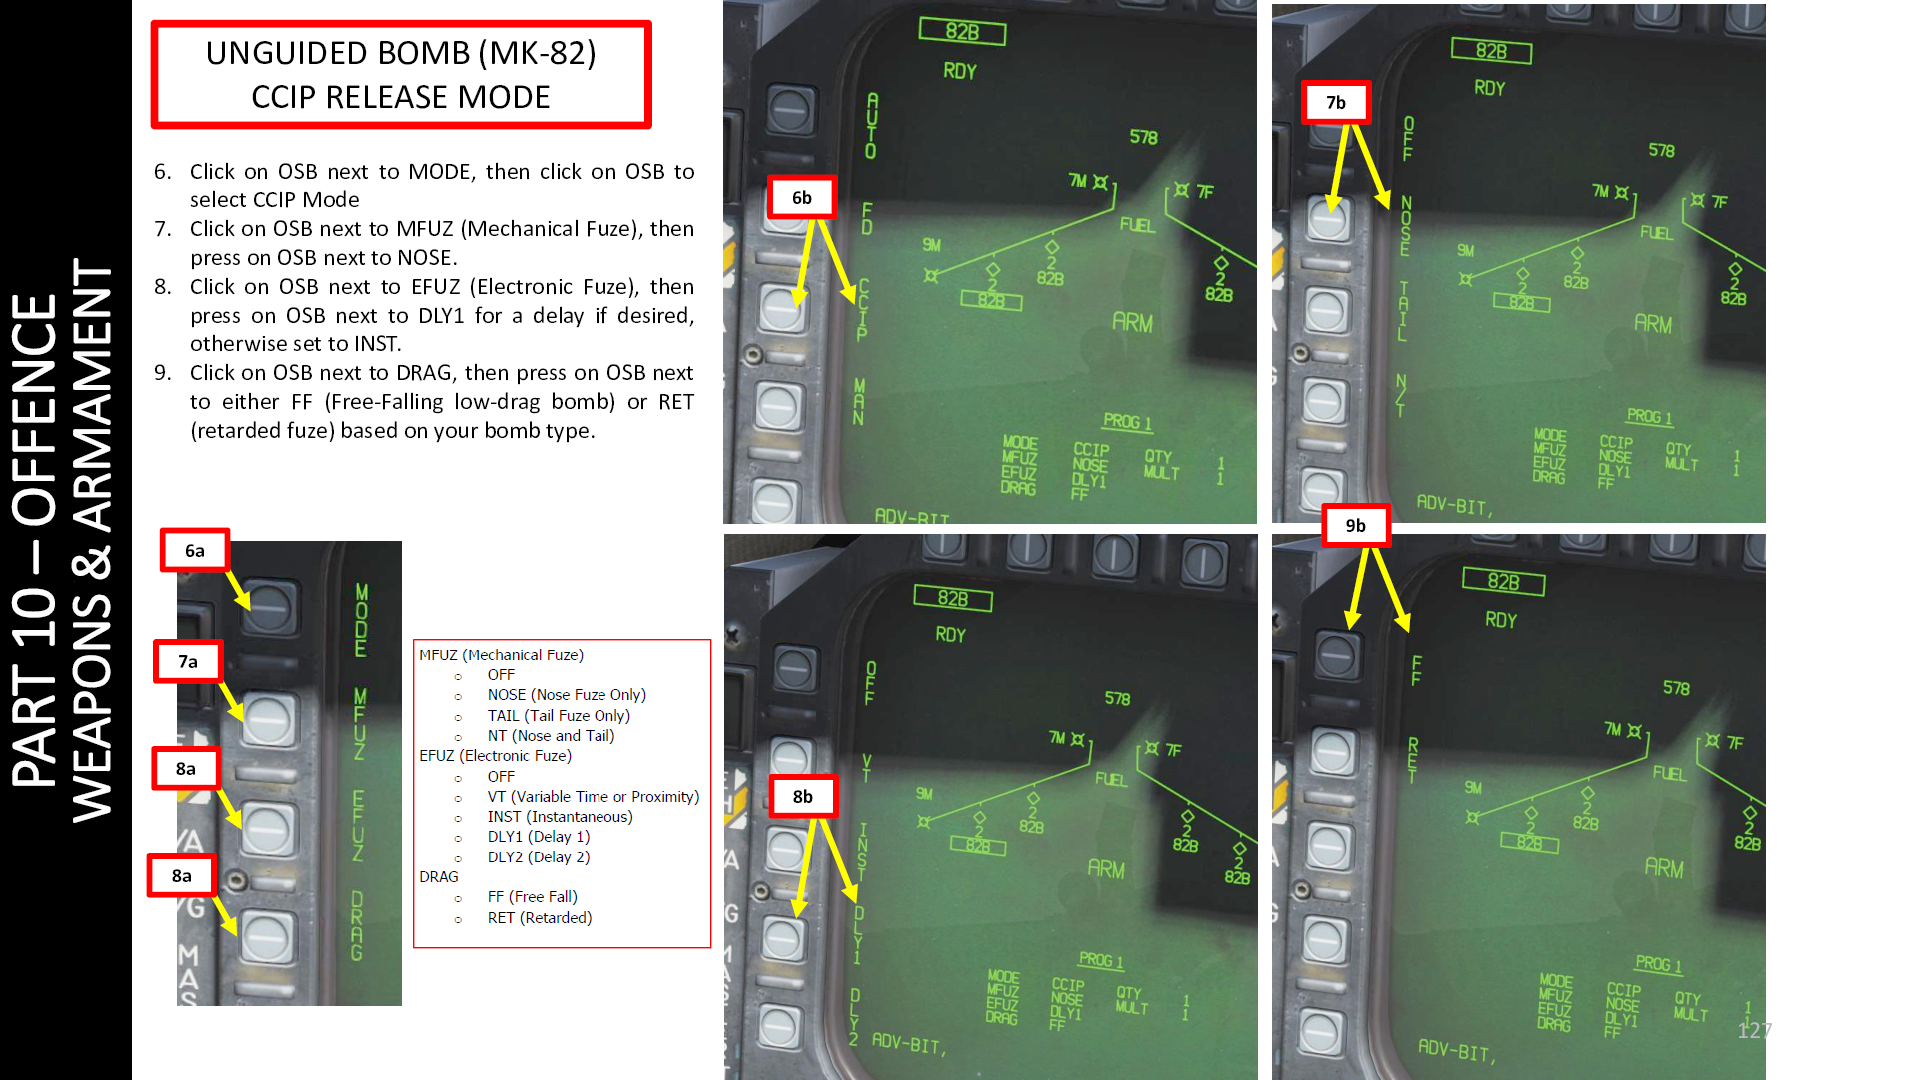 PART 10 – OFFENCE
WEAPONS & ARMAMENT
UNGUIDED BOMB (MK-82)
CCIP RELEASE MODE
6. Click on OSB next to MODE, then click on OSB to
select CCIP Mode
7. Click on OSB next to MFUZ (Mechanical Fuze), then
press on OSB next to NOSE.
8. Click on OSB next to EFUZ (Electronic Fuze), then
press on OSB next to DLY1 for a delay if desired,
otherwise set to INST.
9. Click on OSB next to DRAG, then press on OSB next
to either FF (Free-Falling low-drag bomb) or RET
(retarded fuze) based on your bomb type.
6a
7a
8a
8a
MODE
MFUZ
EFUZ
DRAG
MFUZ (Mechanical Fuze)
o OFF
o NOSE (Nose Fuze Only)
o TAIL (Tail Fuze Only)
o NT (Nose and Tail)
EFUZ (Electronic Fuze)
o OFF
o VT (Variable Time or Proximity)
o INST (Instantaneous)
o DLY1 (Delay 1)
o DLY2 (Delay 2)
DRAG
o FF (Free Fall)
o RET (Retarded)
6b
82B
RDY
AUTO
FD
CCIP
MAN
578
7M
7F
FUEL
9M
2
82B
2
82B
2
82B
ARM
PROG 1
MODE CCIP QTY 1
MFUZ NOSE MULT 1
EFUZ DLY1
DRAG FF
ADV-BIT
7b
82B
RDY
OFF
NOSE
TAIL
N/T
578
7M
7F
FUEL
9M
2
82B
2
82B
2
82B
ARM
PROG 1
MODE CCIP QTY 1
MFUZ NOSE MULT 1
EFUZ DLY1
DRAG FF
ADV-BIT,
8b
82B
RDY
OFF
VT
INST
DLY1
DLY2
578
7M
7F
FUEL
9M
2
82B
2
82B
2
82B
2
82B
ARM
PROG 1
MODE CCIP QTY 1
MFUZ NOSE MULT 1
EFUZ DLY1
DRAG FF
ADV-BIT,
9b
82B
RDY
FF
RET
578
7M
7F
FUEL
9M
2
82B
2
82B
2
82B
ARM
PROG 1
MODE CCIP QTY 1
MFUZ NOSE MULT 1
EFUZ DLY1
DRAG FF
ADV-BIT,
127